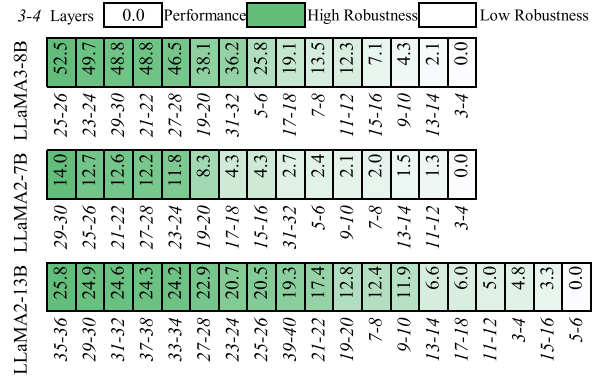 3-4 Layers 0.0 Performance High Robustness Low Robustness
LLaMA3-8B
52.5 49.7 48.8 48.8 46.5 38.1 36.2 25.8 19.1 13.5 12.3 7.1 4.3 2.1 0.0
25-26 23-24 29-30 21-22 27-28 19-20 31-32 5-6 17-18 7-8 11-12 15-16 9-10 13-14 3-4
LLaMA2-7B
14.0 12.7 12.6 12.2 11.8 8.3 4.3 4.3 2.7 2.4 2.1 2.0 1.5 1.3 0.0
29-30 25-26 21-22 27-28 23-24 19-20 17-18 15-16 31-32 5-6 9-10 7-8 13-14 11-12 3-4
LLaMA2-13B
25.8 24.9 24.6 24.3 24.2 22.9 20.7 20.5 19.3 17.4 12.8 12.4 11.9 6.6 6.0 5.0 4.8 3.3 0.0
35-36 29-30 31-32 37-38 33-34 27-28 23-24 25-26 39-40 21-22 19-20 7-8 9-10 13-14 17-18 11-12 3-4 15-16 5-6